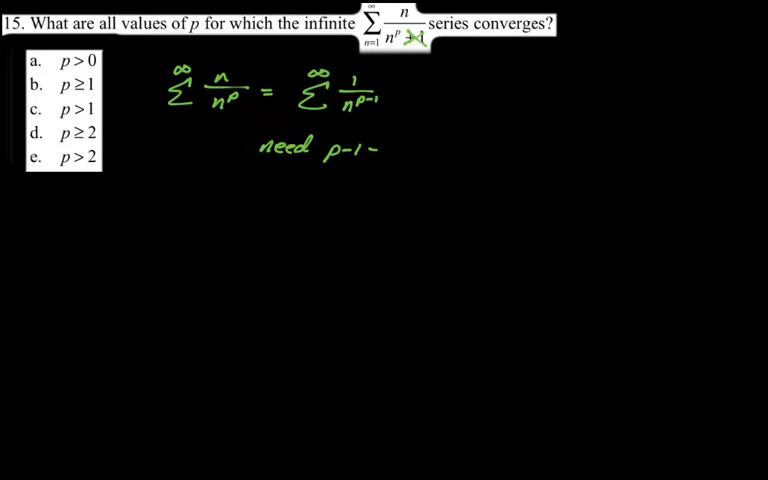 15. What are all values of p for which the infinite ∞ ∑ n=1 n / n^p + 1 series converges?
a. p > 0
b. p ≥ 1
c. p > 1
d. p ≥ 2
e. p > 2
∞ ∑ n / n^p = ∞ ∑ 1 / n^p-1
need p-1 -